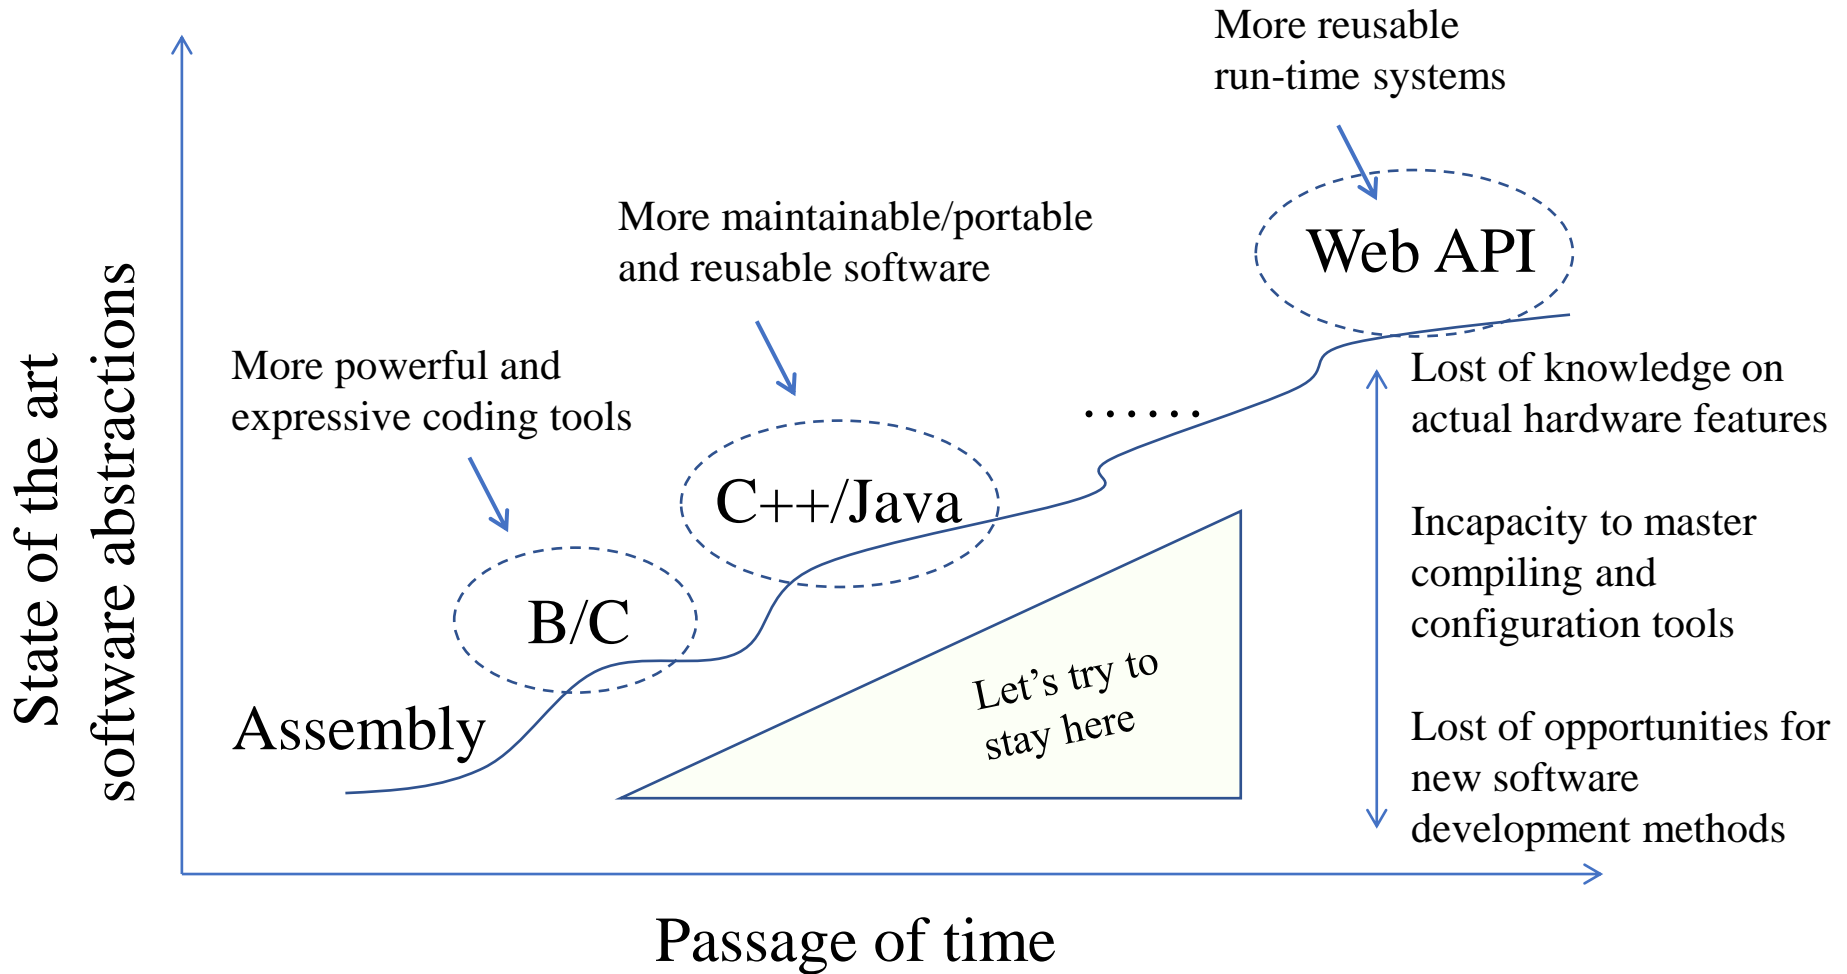 More reusable
run-time systems
Web API
More maintainable/portable
and reusable software
C++/Java
More powerful and
expressive coding tools
B/C
Assembly
......
State of the art
software abstractions
Let’s try to
stay here
Lost of knowledge on
actual hardware features
Incapacity to master
compiling and
configuration tools
Lost of opportunities for
new software
development methods
Passage of time